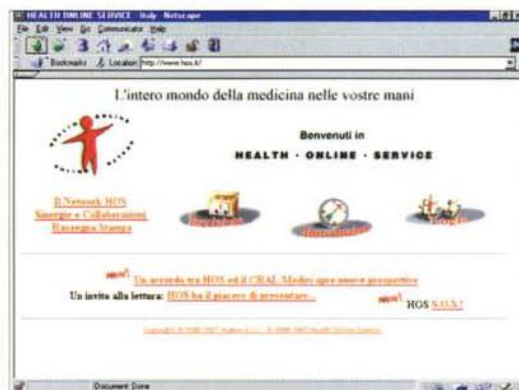 HEALTH ONLINE SERVICE - Italy - Netscape
File Edit View Go Communicator Help
Bookmarks Location: http://www.hos.it/
L'intero mondo della medicina nelle vostre mani
HEALTH ONLINE
Benvenuti in
HEALTH · ONLINE · SERVICE
Il Network HOS
Sinergie e Collaborazioni
Rassegna Stampa
Un accordo tra HOS ed il CRAL Medici apre nuove prospettive
Un invito alla lettura: HOS ha il piacere di presentare...
HOS N.O.X.!
Document Done